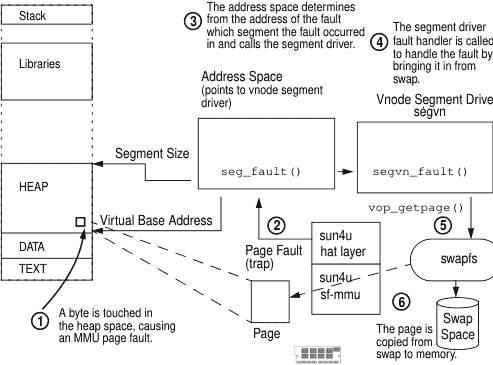 Stack
Libraries
HEAP
DATA
TEXT
3
The address space determines
from the address of the fault
which segment the fault occurred
in and calls the segment driver.
4
The segment driver
fault handler is called
to handle the fault by
bringing it in from
swap.
Address Space
(points to vnode segment
driver)
Vnode Segment Drive
segvn
Segment Size
seg_fault()
segvn_fault()
Virtual Base Address
vop_getpage()
2
Page Fault
(trap)
sun4u
hat layer
sun4u
sf-mmu
5
swapfs
1
A byte is touched in
the heap space, causing
an MMU page fault.
Page
6
The page is
copied from
swap to memory.
Swap
Space